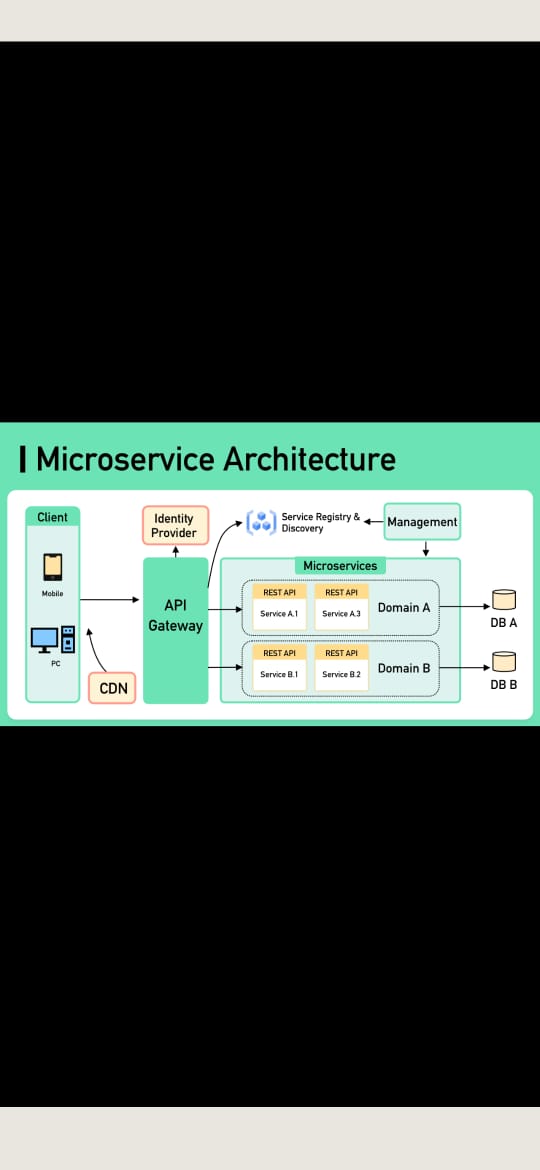 Microservice Architecture
Client
Mobile
PC
CDN
Identity
Provider
API
Gateway
Service Registry &
Discovery
Management
Microservices
REST API
Service A.1
REST API
Service A.3
Domain A
REST API
Service B.1
REST API
Service B.2
Domain B
DB A
DB B